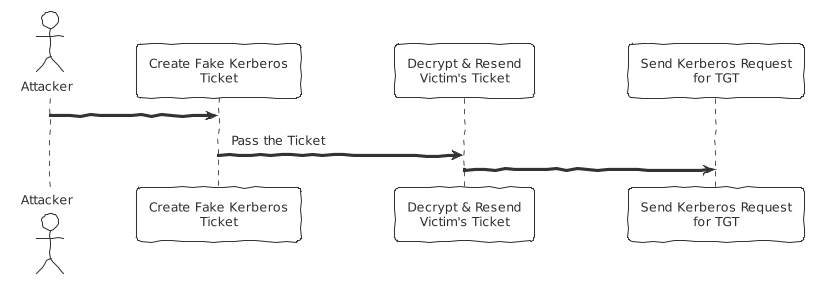 Create Fake Kerberos
Ticket
Decrypt & Resend
Victim's Ticket
Send Kerberos Request
for TGT
Attacker
Pass the Ticket
Attacker
Create Fake Kerberos
Ticket
Decrypt & Resend
Victim's Ticket
Send Kerberos Request
for TGT